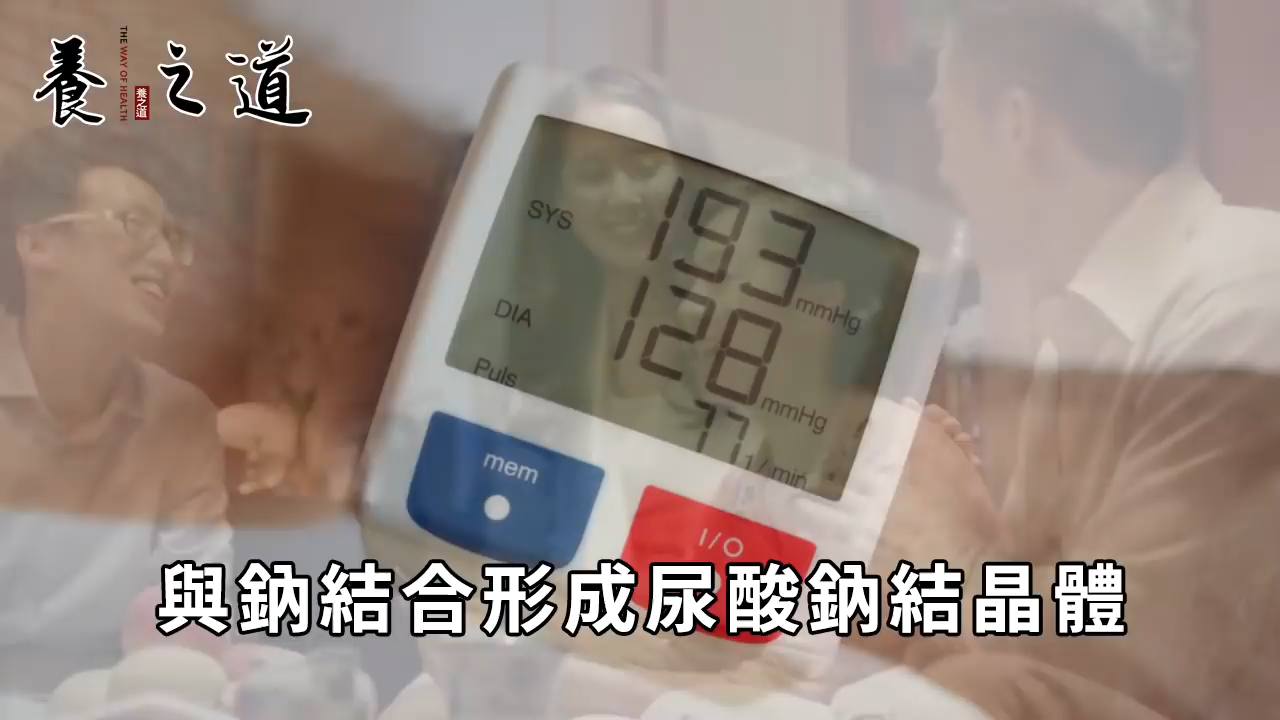 養之道
THE WAY OF HEALTH
養之道
SYS 193 mmHg
DIA 128 mmHg
Puls 77 1/min
mem
I/O
與鈉結合形成尿酸鈉結晶體